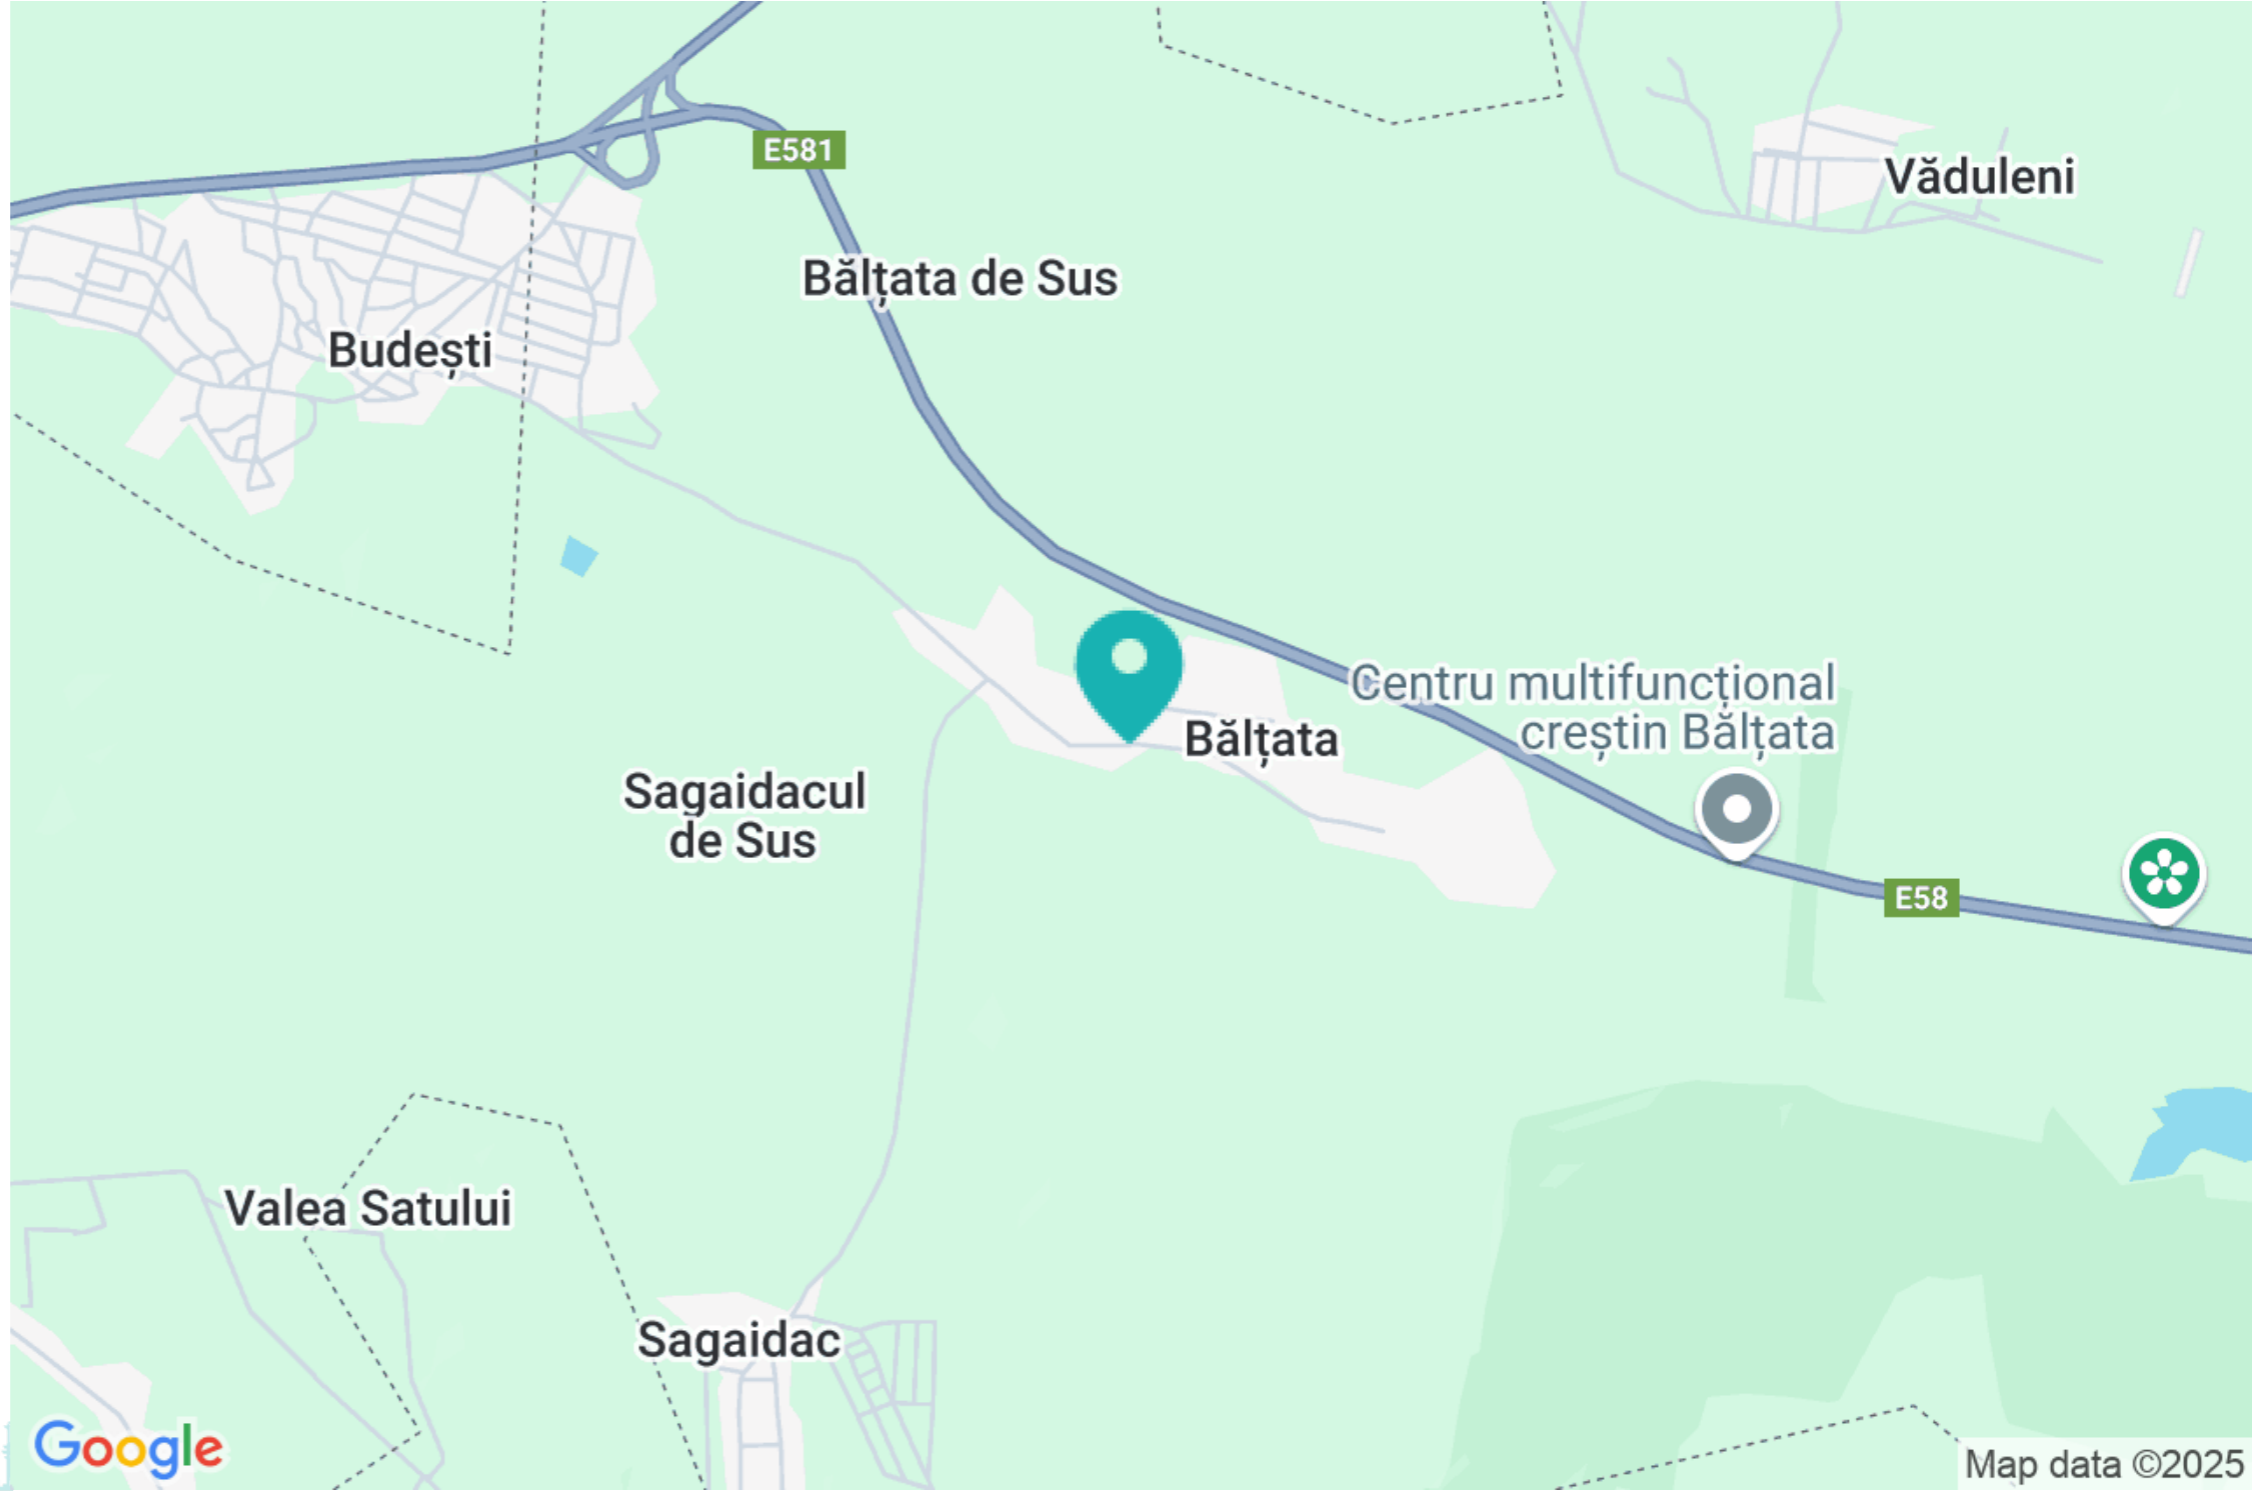 E581
Văduleni
Bălțata de Sus
Budești
Centru multifuncțional
creștin Bălțata
Bălțata
Sagaidacul
de Sus
E58
Valea Satului
Sagaidac
Google
Map data ©2025